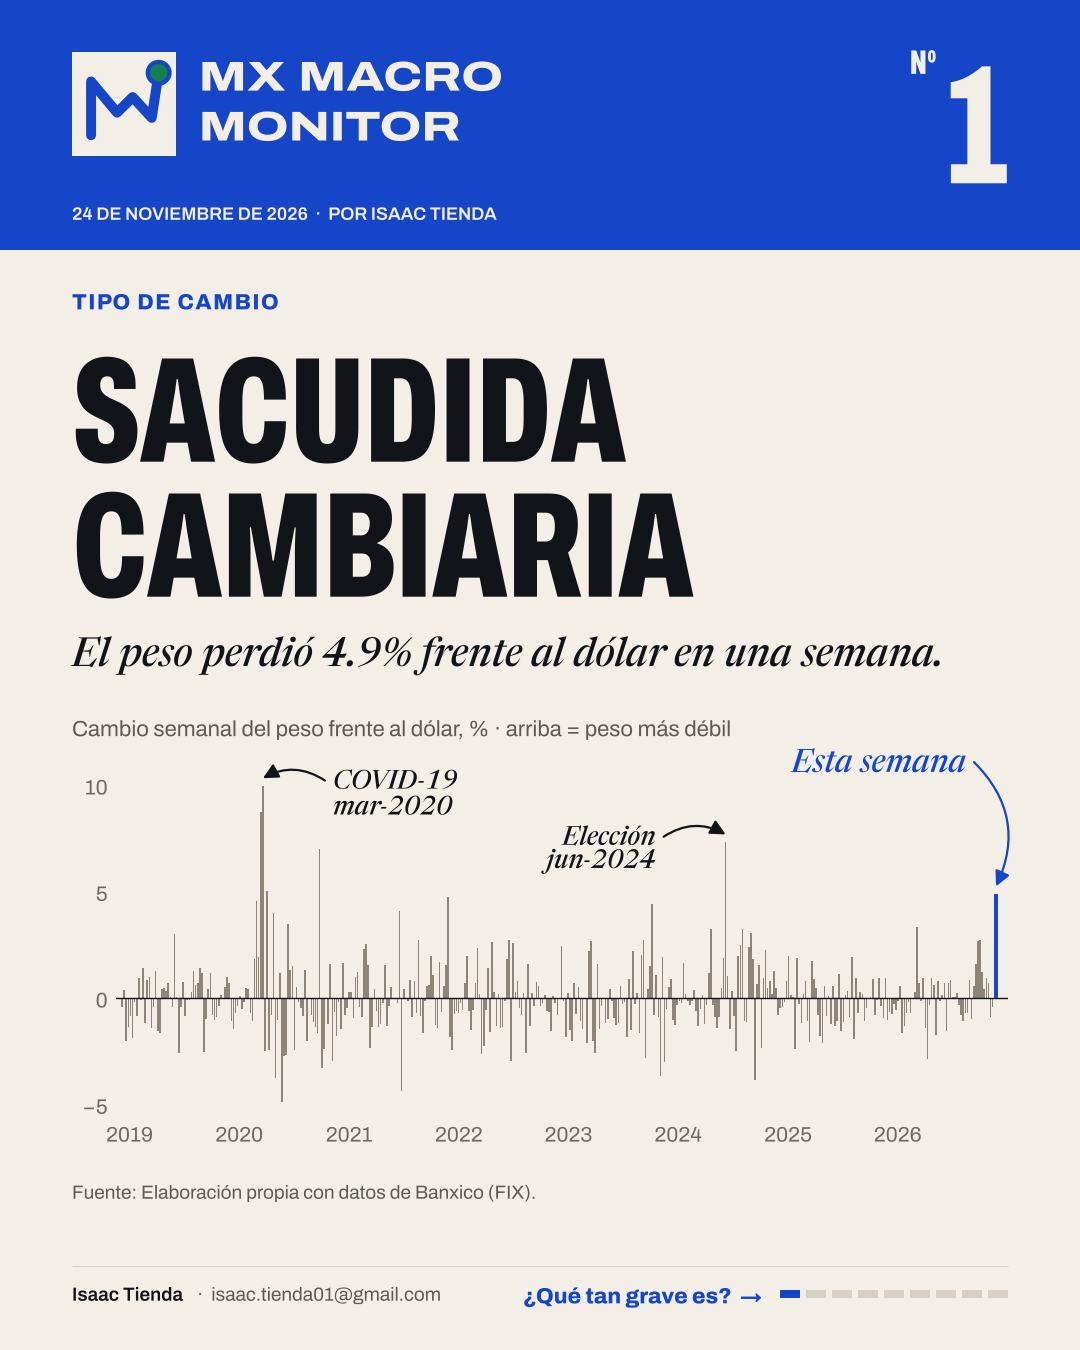 MX MACRO
MONITOR
Nº 1
24 DE NOVIEMBRE DE 2026 · POR ISAAC TIENDA
TIPO DE CAMBIO
SACUDIDA
CAMBIARIA
El peso perdió 4.9% frente al dólar en una semana.
Cambio semanal del peso frente al dólar, % · arriba = peso más débil
Esta semana
COVID-19
mar-2020
Elección
jun-2024
10
5
0
−5
2019 2020 2021 2022 2023 2024 2025 2026
Fuente: Elaboración propia con datos de Banxico (FIX).
Isaac Tienda · isaac.tienda01@gmail.com
¿Qué tan grave es? →